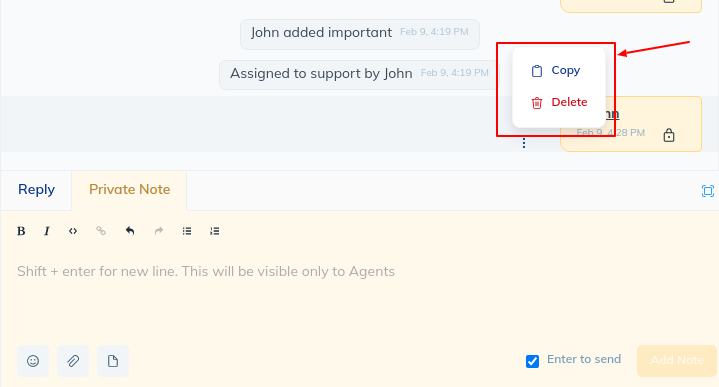 John added important Feb 9, 4:19 PM
Assigned to support by John Feb 9, 4:19 PM
Copy
Delete
Feb 9, 4:28 PM
Reply Private Note
B I
Shift + enter for new line. This will be visible only to Agents
Enter to send Add Note